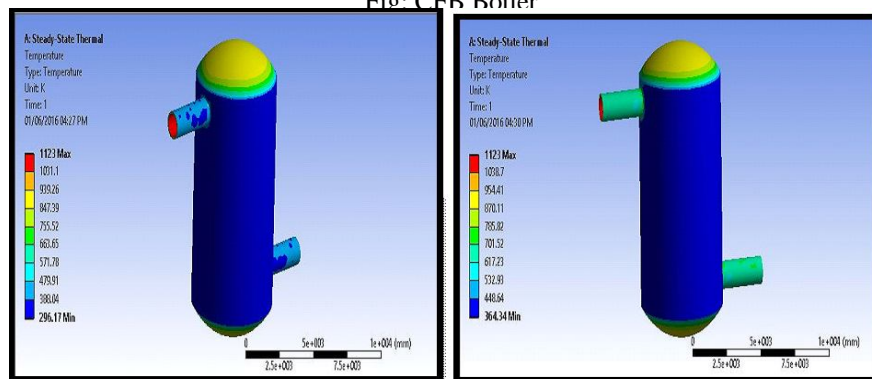 Fig: CFB Boiler
A: Steady-State Thermal
Temperature
Type: Temperature
Unit: K
Time: 1
01/06/2016 04:27 PM
1123 Max
1031.1
939.26
847.39
755.52
663.65
571.78
479.91
388.04
296.17 Min
0 5e+003 1e+004 (mm)
2.5e+003 7.5e+003
A: Steady-State Thermal
Temperature
Type: Temperature
Unit: K
Time: 1
01/06/2016 04:30 PM
1123 Max
1038.7
954.41
870.11
785.82
701.52
617.23
532.93
448.64
364.34 Min
0 5e+003 1e+004 (mm)
2.5e+003 7.5e+003